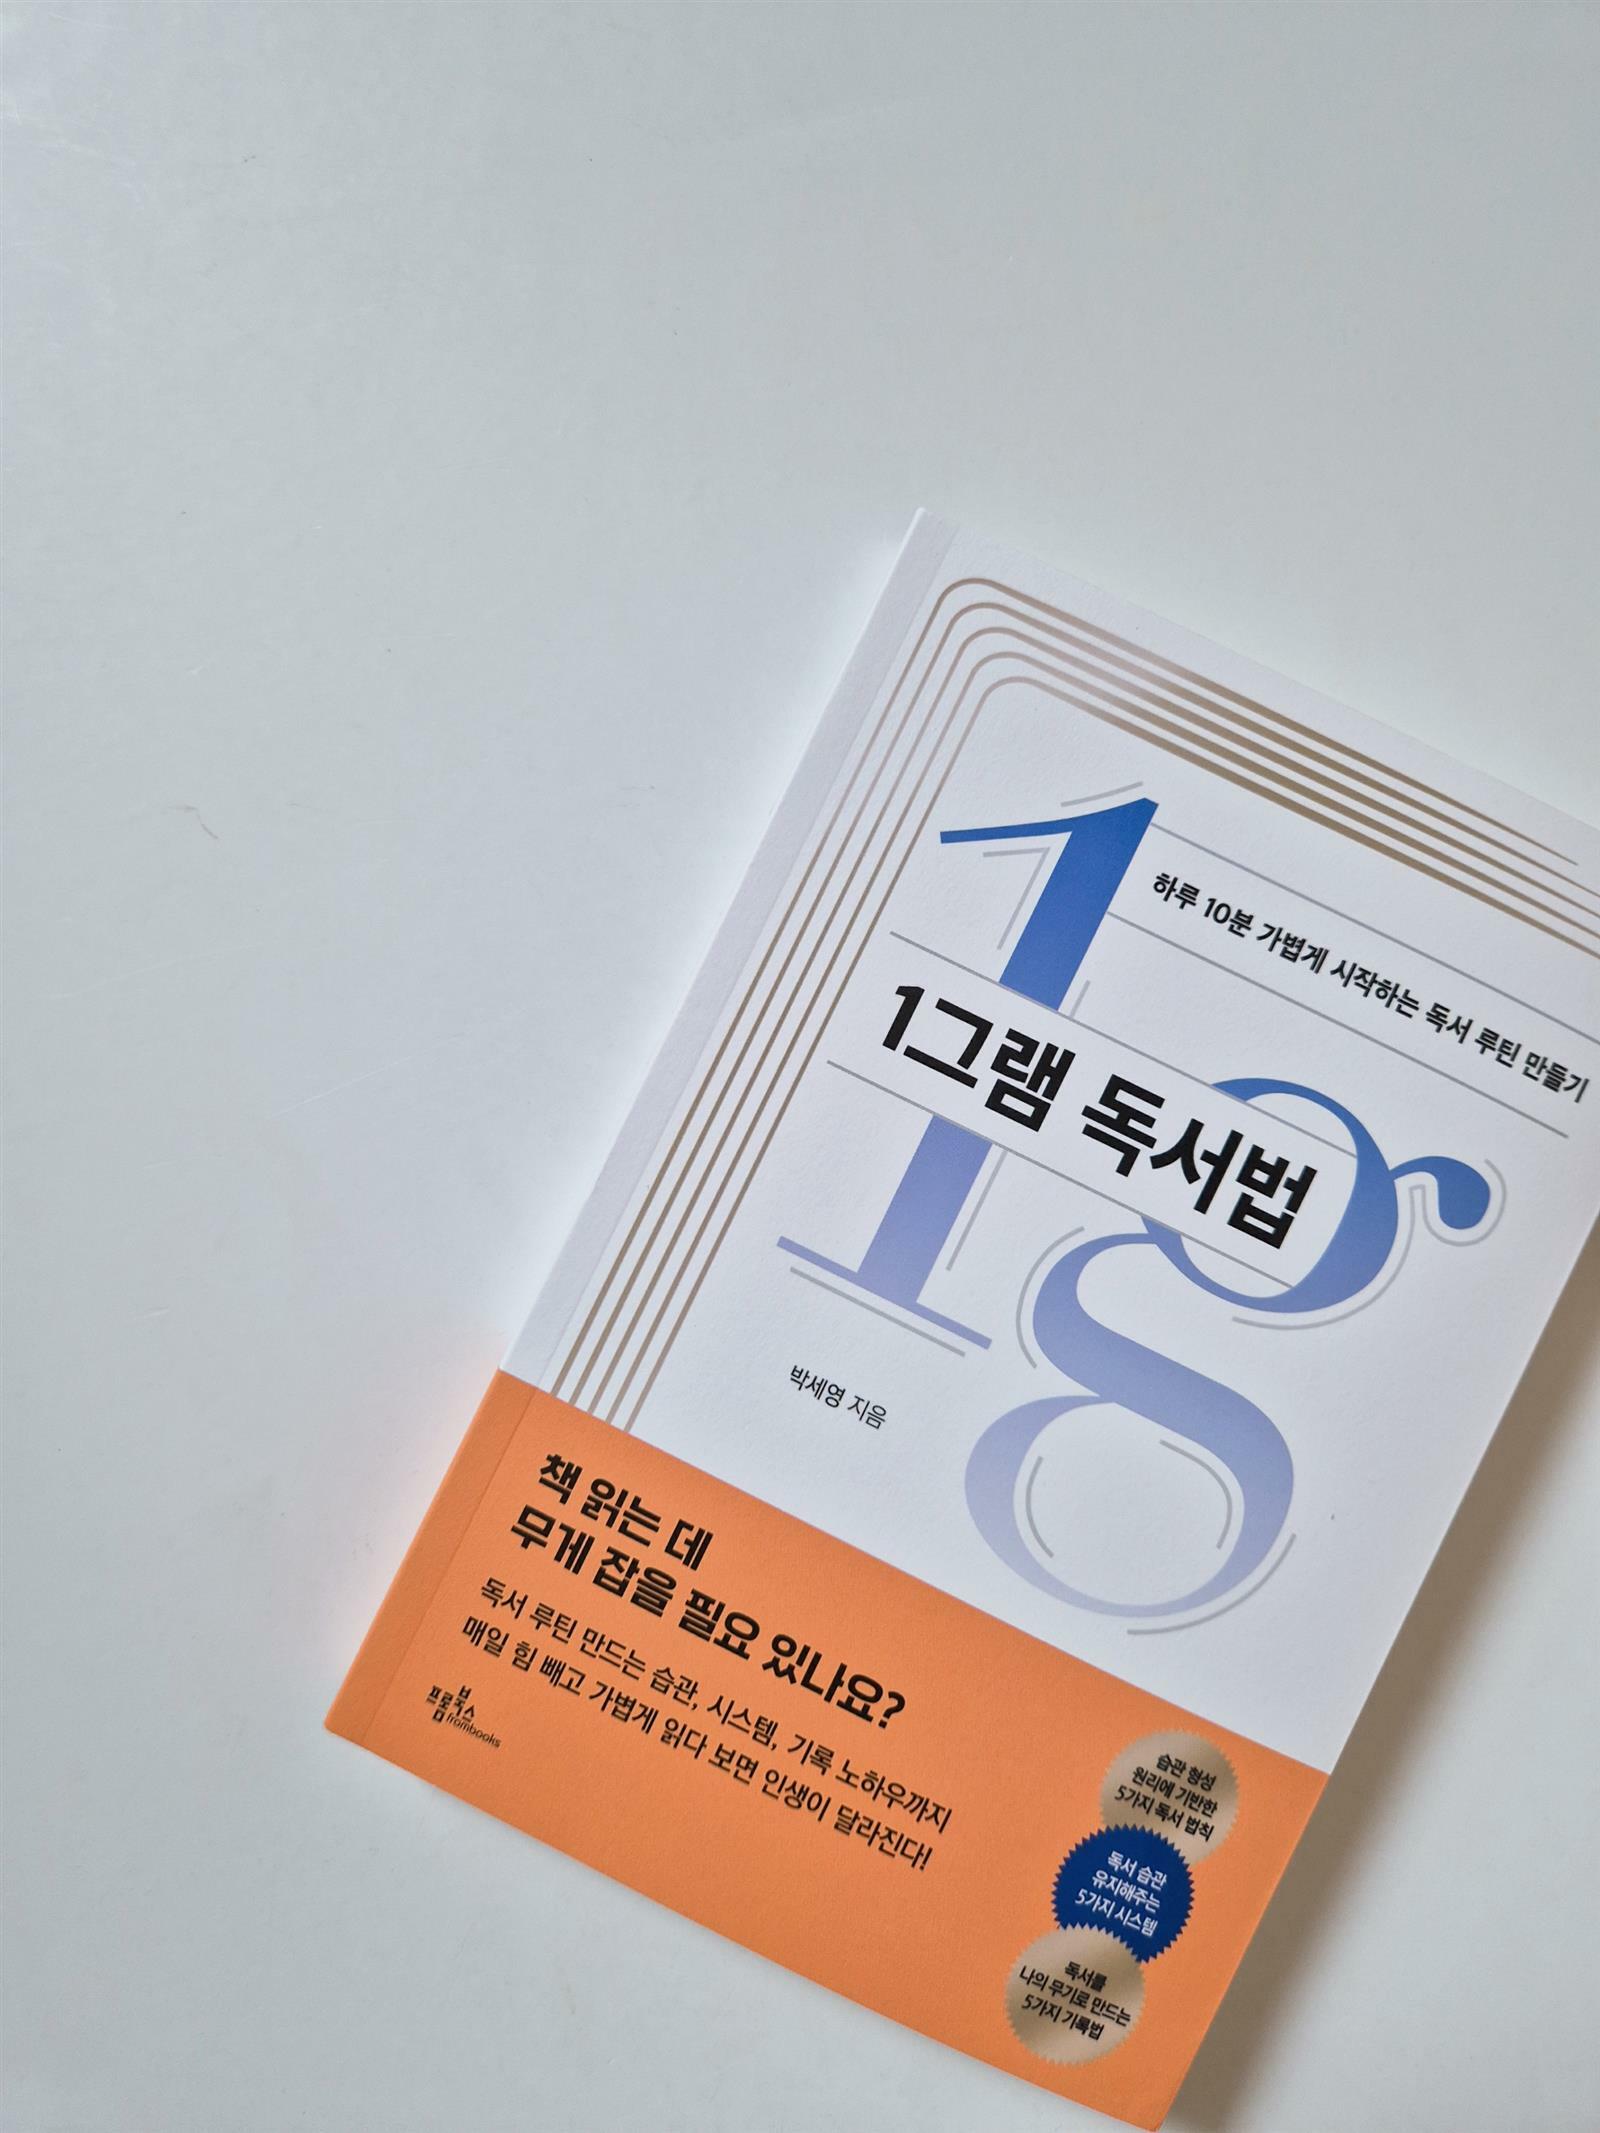 1g
하루 10분 가볍게 시작하는 독서 루틴 만들기
1그램 독서법
박세영 지음
책 읽는 데
무게 잡을 필요 있나요?
독서 루틴 만드는 습관, 시스템, 기록 노하우까지
매일 힘 빼고 가볍게 읽다 보면 인생이 달라진다!
프롬북스
frombooks
습관 형성
원리에 기반한
5가지 독서 법칙
독서 습관
유지해주는
5가지 시스템
독서를
나의 무기로 만드는
5가지 기록법